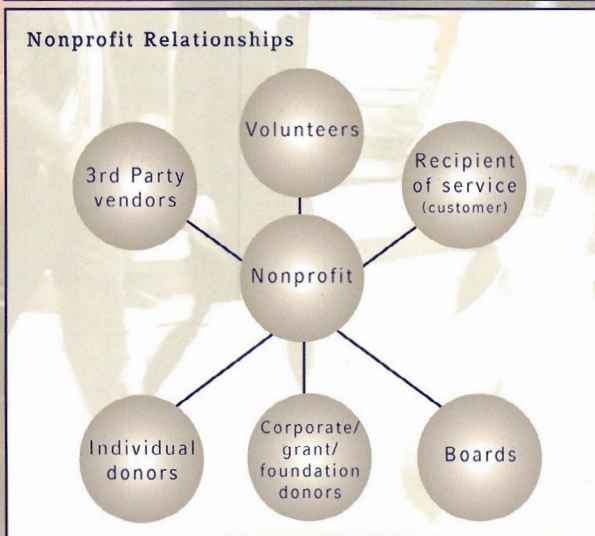 Nonprofit Relationships
Volunteers
3rd Party
vendors
Recipient
of service
(customer)
Nonprofit
Individual
donors
Corporate/
grant/
foundation
donors
Boards